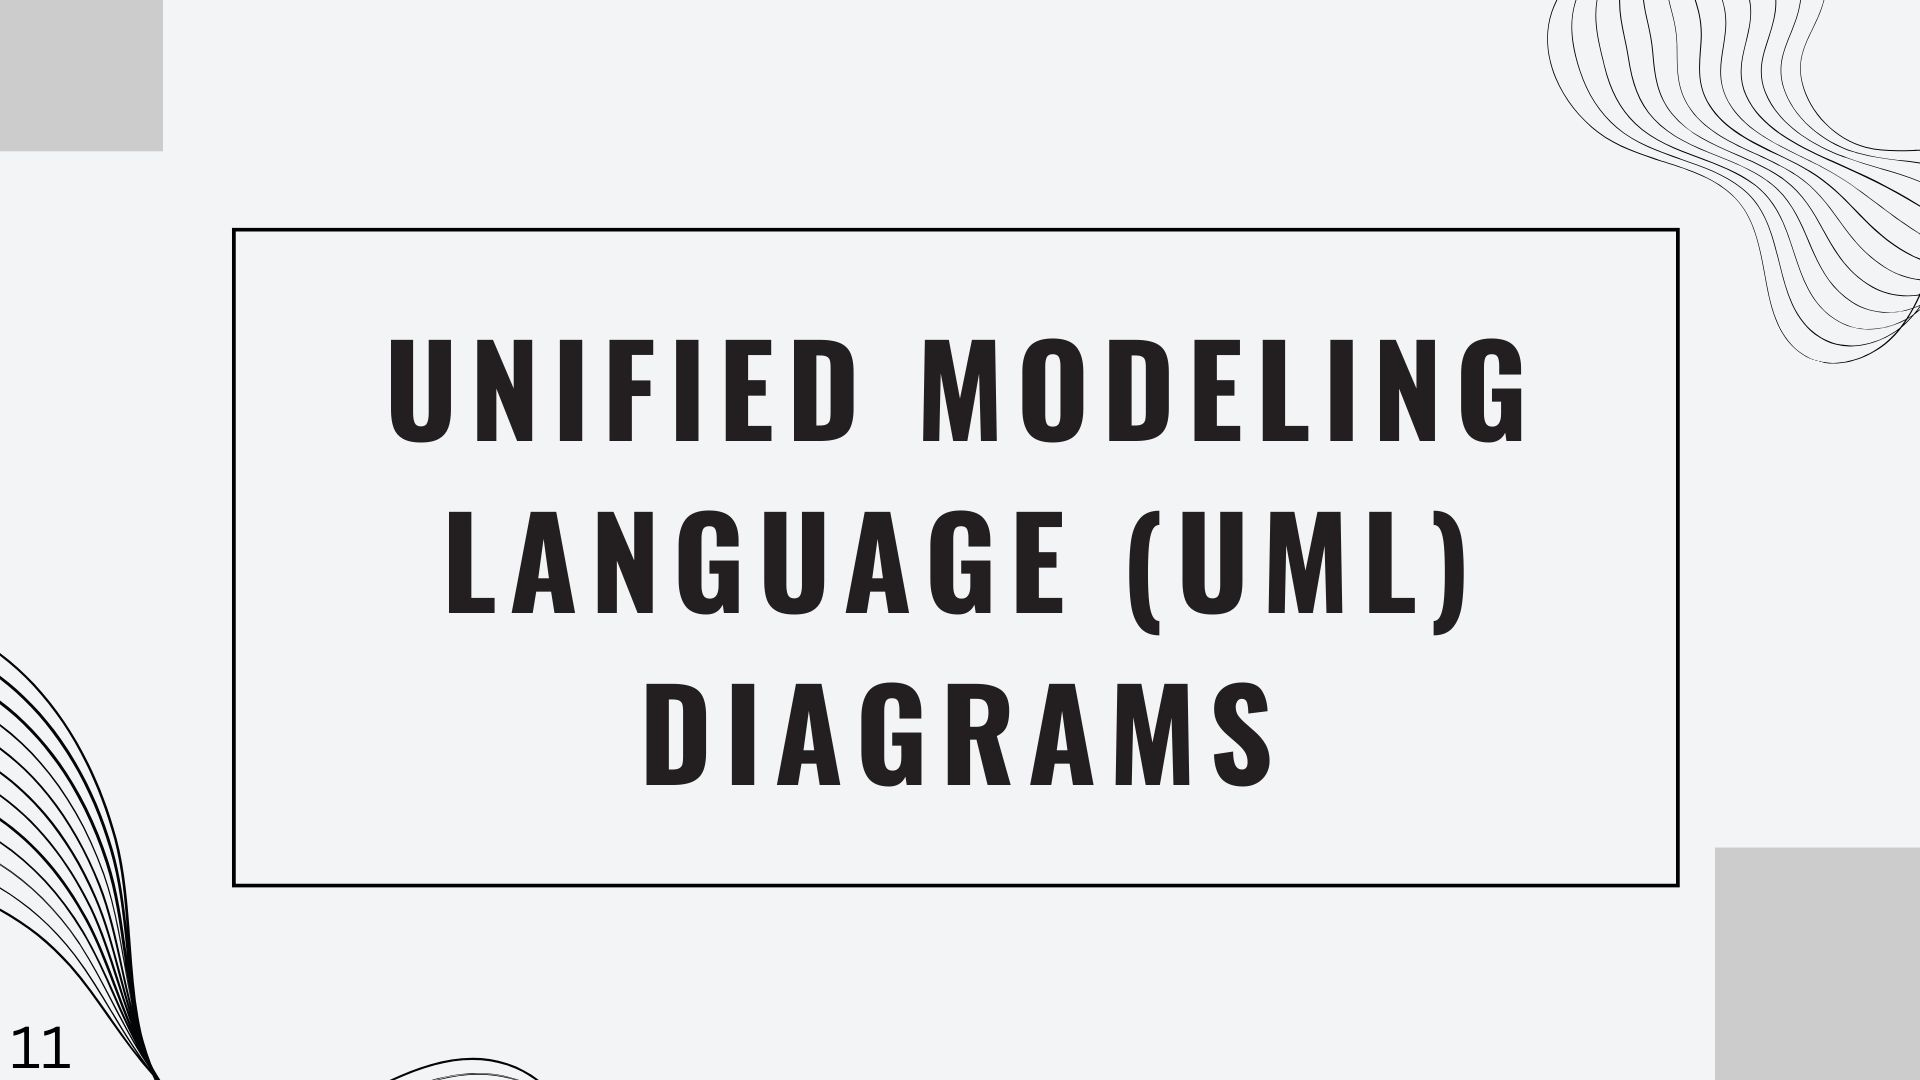 UNIFIED MODELING
LANGUAGE (UML)
DIAGRAMS
11